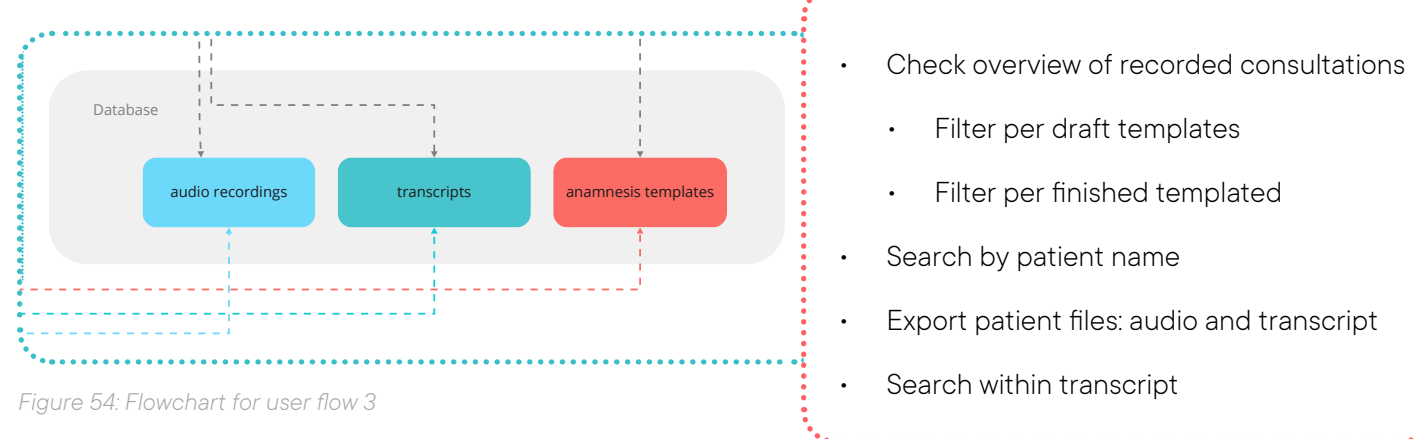 Database
audio recordings
transcripts
anamnesis templates
Figure 54: Flowchart for user flow 3
• Check overview of recorded consultations
• Filter per draft templates
• Filter per finished templated
• Search by patient name
• Export patient files: audio and transcript
• Search within transcript